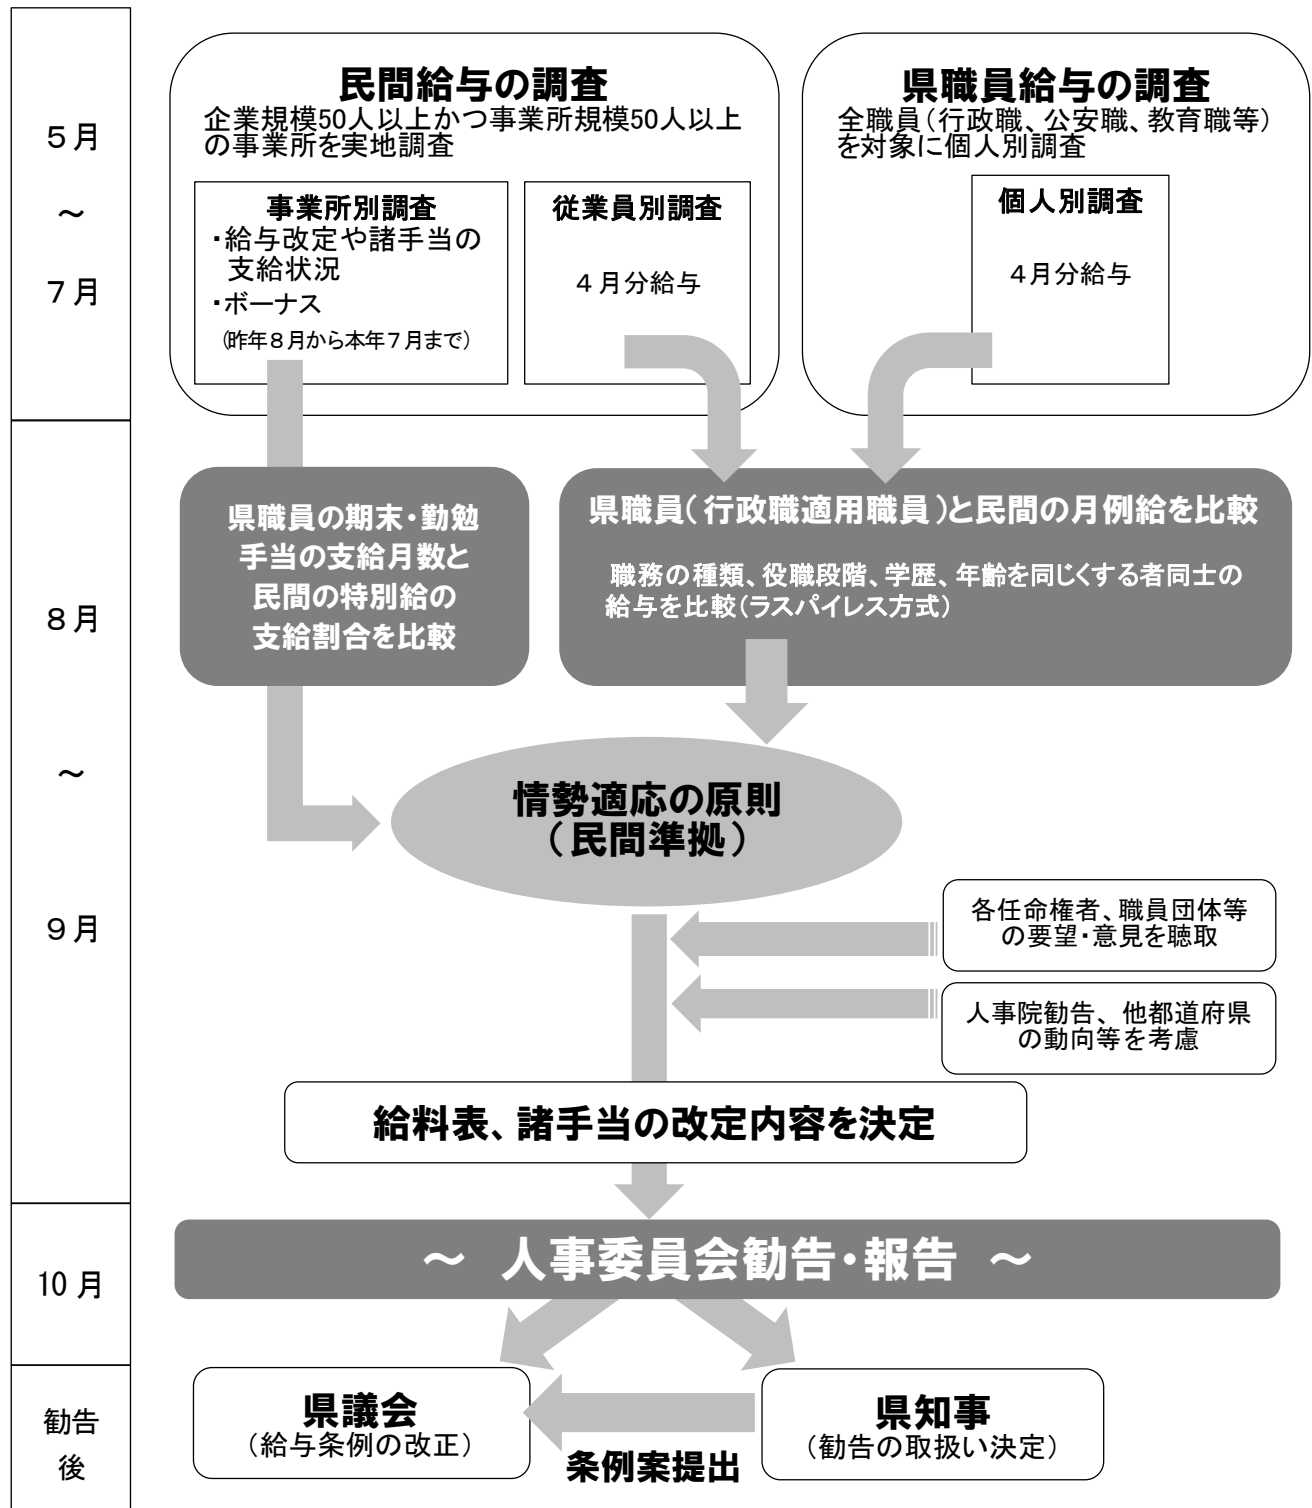 5月
～
7月
民間給与の調査
企業規模50人以上かつ事業所規模50人以上
の事業所を実地調査
事業所別調査
・給与改定や諸手当の
支給状況
・ボーナス
（昨年８月から本年７月まで）
従業員別調査
４月分給与
県職員給与の調査
全職員（行政職、公安職、教育職等）
を対象に個人別調査
個人別調査
４月分給与
8月
～
9月
県職員の期末・勤勉
手当の支給月数と
民間の特別給の
支給割合を比較
県職員（行政職適用職員）と民間の月例給を比較
職務の種類、役職段階、学歴、年齢を同じくする者同士の
給与を比較（ラスパイレス方式）
情勢適応の原則
（民間準拠）
各任命権者、職員団体等
の要望・意見を聴取
人事院勧告、他都道府県
の動向等を考慮
給料表、諸手当の改定内容を決定
10月
～ 人事委員会勧告・報告 ～
勧告
後
県議会
（給与条例の改正）
条例案提出
県知事
（勧告の取扱い決定）